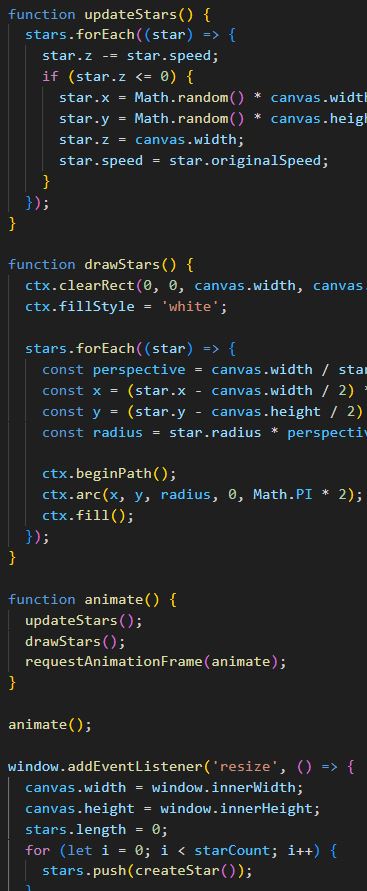 function updateStars() {
  stars.forEach((star) => {
    star.z -= star.speed;
    if (star.z <= 0) {
      star.x = Math.random() * canvas.width
      star.y = Math.random() * canvas.heigh
      star.z = canvas.width;
      star.speed = star.originalSpeed;
    }
  });
}

function drawStars() {
  ctx.clearRect(0, 0, canvas.width, canvas.
  ctx.fillStyle = 'white';

  stars.forEach((star) => {
    const perspective = canvas.width / star
    const x = (star.x - canvas.width / 2) *
    const y = (star.y - canvas.height / 2)
    const radius = star.radius * perspectiv

    ctx.beginPath();
    ctx.arc(x, y, radius, 0, Math.PI * 2);
    ctx.fill();
  });
}

function animate() {
  updateStars();
  drawStars();
  requestAnimationFrame(animate);
}

animate();

window.addEventListener('resize', () => {
  canvas.width = window.innerWidth;
  canvas.height = window.innerHeight;
  stars.length = 0;
  for (let i = 0; i < starCount; i++) {
    stars.push(createStar());
  }